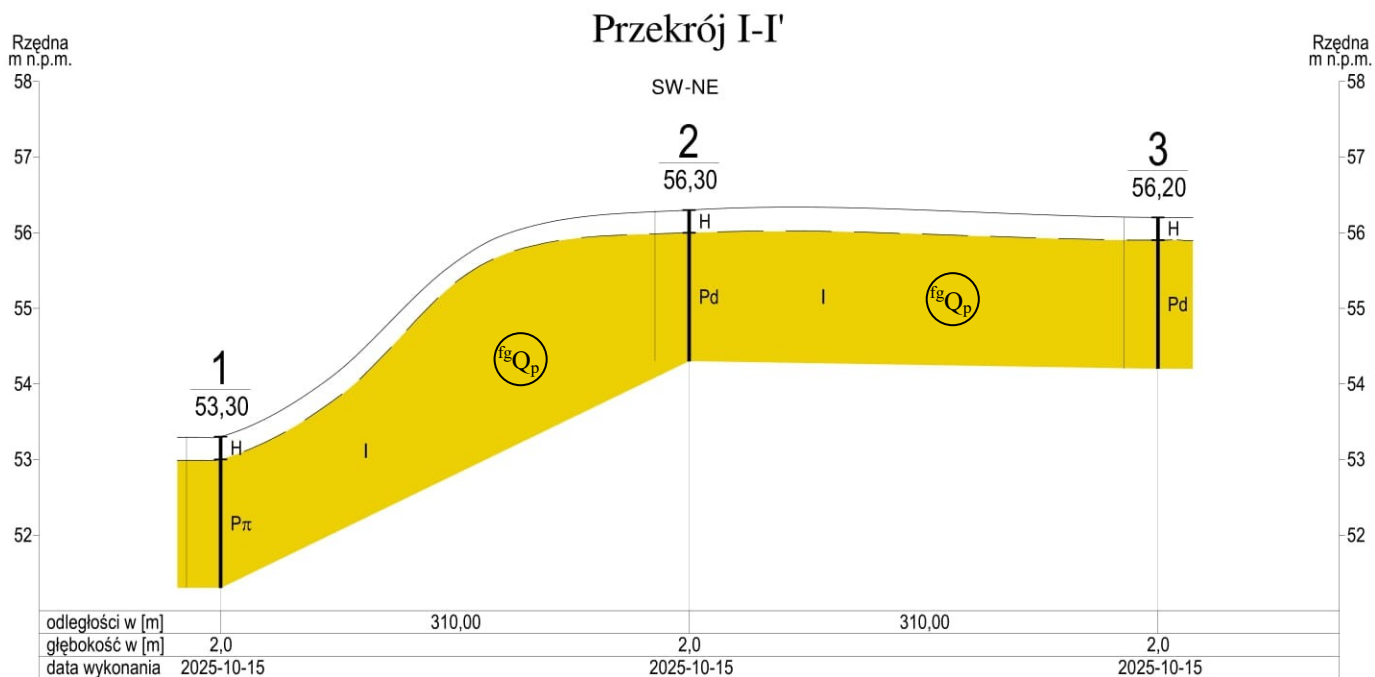 Przekrój I-I'
Rzędna
m n.p.m.
Rzędna
m n.p.m.
SW-NE
58
58
57
57
2
56,30
3
56,20
H
H
56
56
Pd
I
fgQp
Pd
55
55
fgQp
1
53,30
54
54
H
I
53
53
Pπ
52
52
odległości w [m] 310,00 310,00
głębokość w [m] 2,0 2,0 2,0
data wykonania 2025-10-15 2025-10-15 2025-10-15